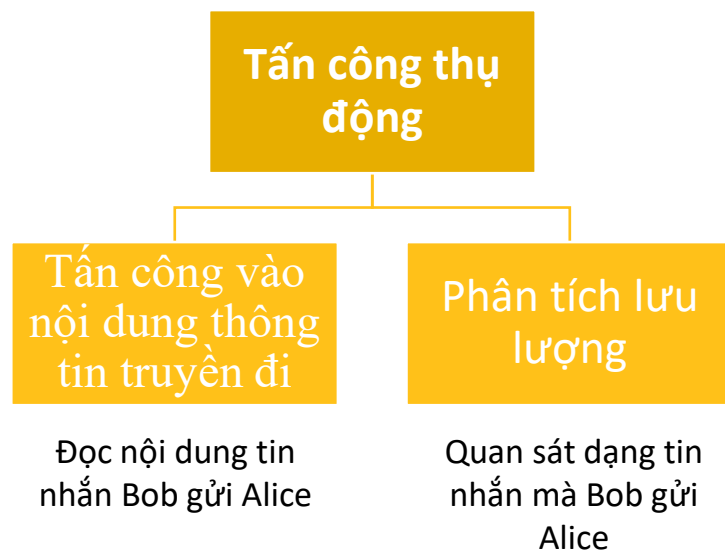 Tấn công thụ
động
Tấn công vào
nội dung thông
tin truyền đi
Phân tích lưu
lượng
Đọc nội dung tin
nhắn Bob gửi Alice
Quan sát dạng tin
nhắn mà Bob gửi
Alice